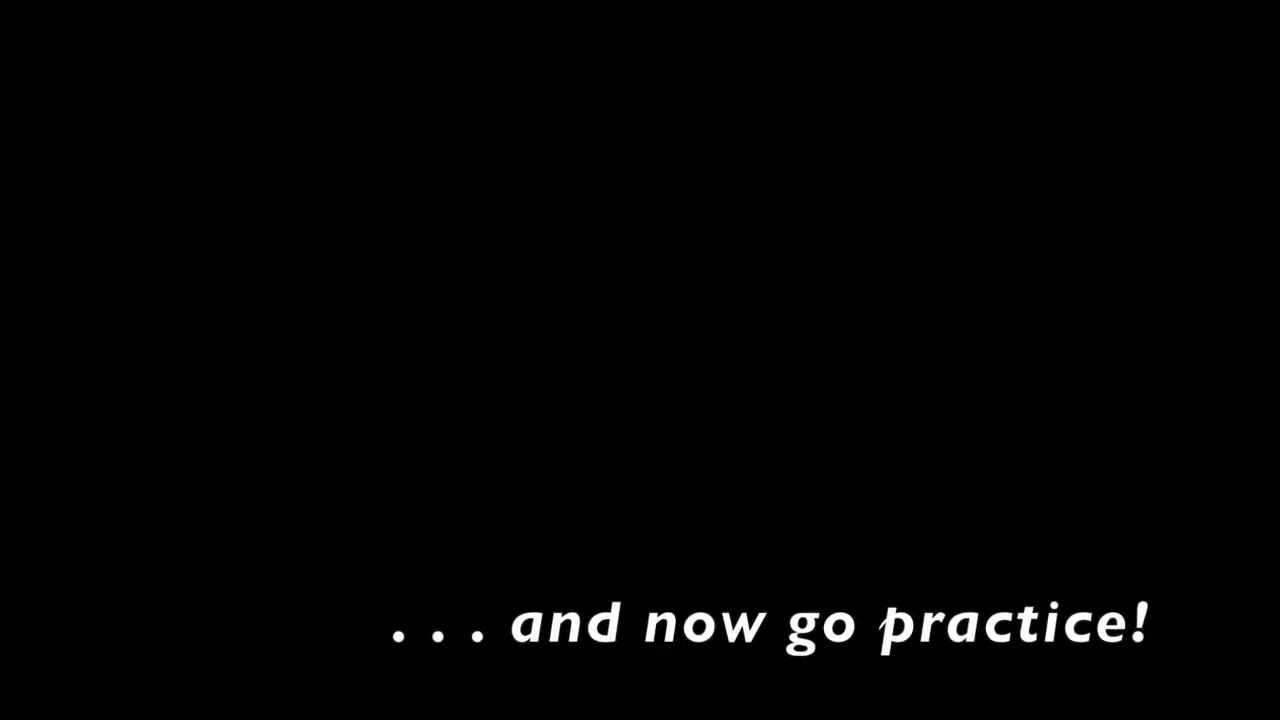 . . . and now go practice!